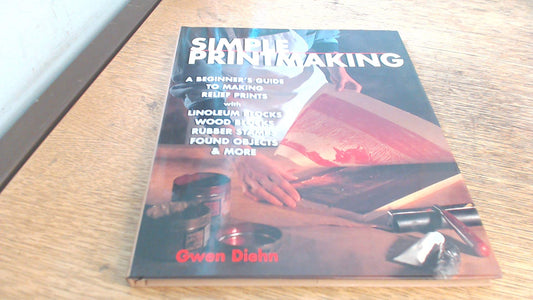 SIMPLE
PRINTMAKING
A BEGINNER'S GUIDE
TO MAKING
RELIEF PRINTS
with
LINOLEUM BLOCKS
WOOD BLOCKS
RUBBER STAMPS
FOUND OBJECTS
& MORE
Gwen Diehn